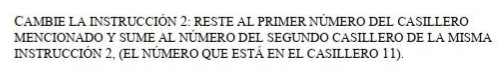 CAMBIE LA INSTRUCCIÓN 2: RESTE AL PRIMER NÚMERO DEL CASILLERO
MENCIONADO Y SUME AL NÚMERO DEL SEGUNDO CASILLERO DE LA MISMA
INSTRUCCIÓN 2, (EL NÚMERO QUE ESTÁ EN EL CASILLERO 11).